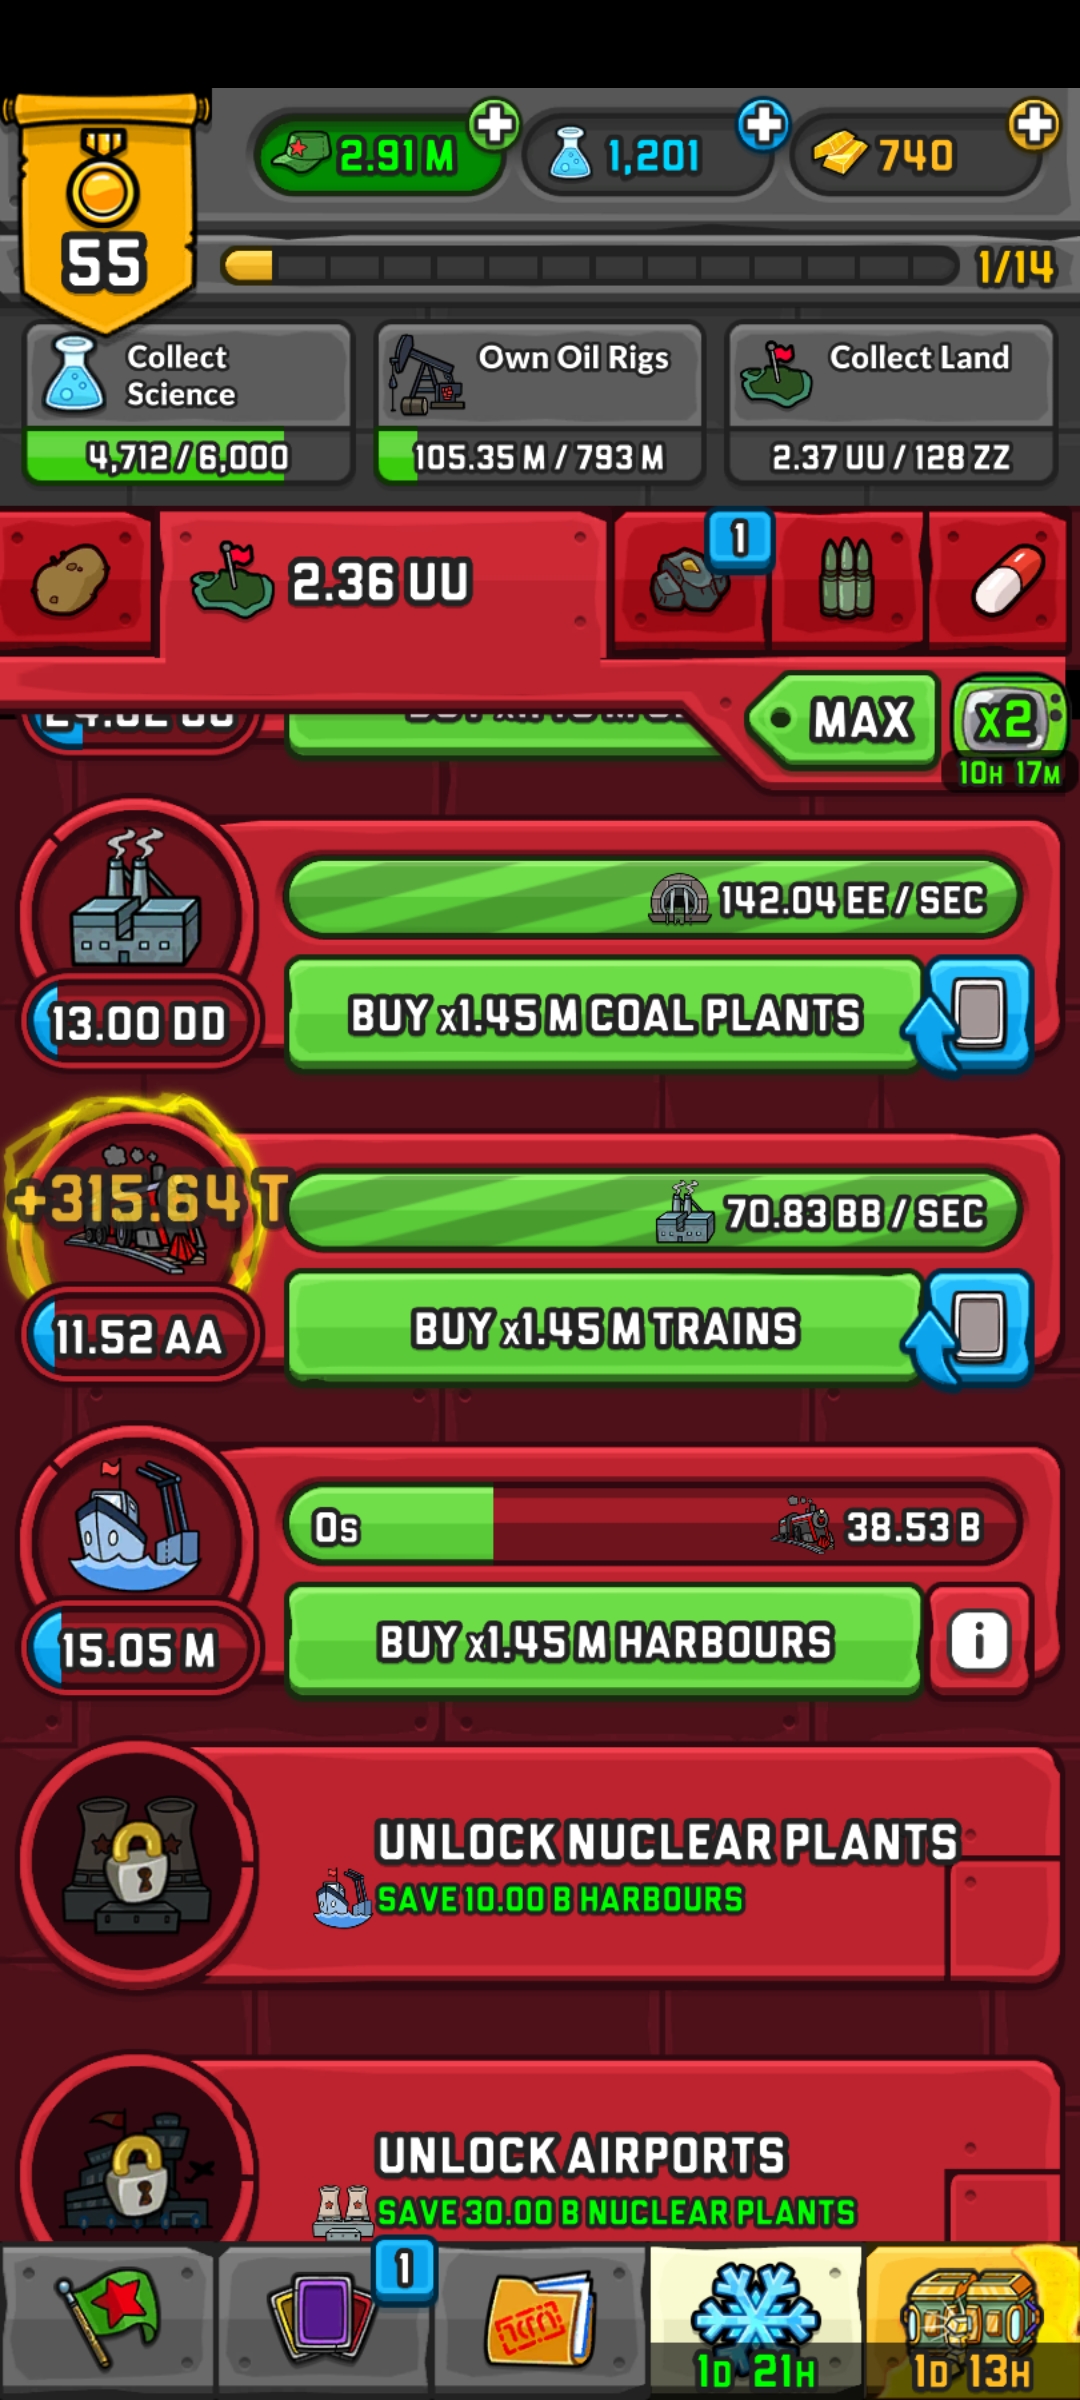 2.91 M
1,201
740
55
1/14
Collect
Science
4,712 / 6,000
Own Oil Rigs
105.35 M / 793 M
Collect Land
2.37 UU / 128 ZZ
2.36 UU
1
MAX
x2
10H 17M
142.04 EE / SEC
13.00 DD
BUY x1.45 M COAL PLANTS
+315.64 T
70.83 BB / SEC
11.52 AA
BUY x1.45 M TRAINS
0s
38.53 B
15.05 M
BUY x1.45 M HARBOURS
i
UNLOCK NUCLEAR PLANTS
SAVE 10.00 B HARBOURS
UNLOCK AIRPORTS
SAVE 30.00 B NUCLEAR PLANTS
1
1D 21H
1D 13H